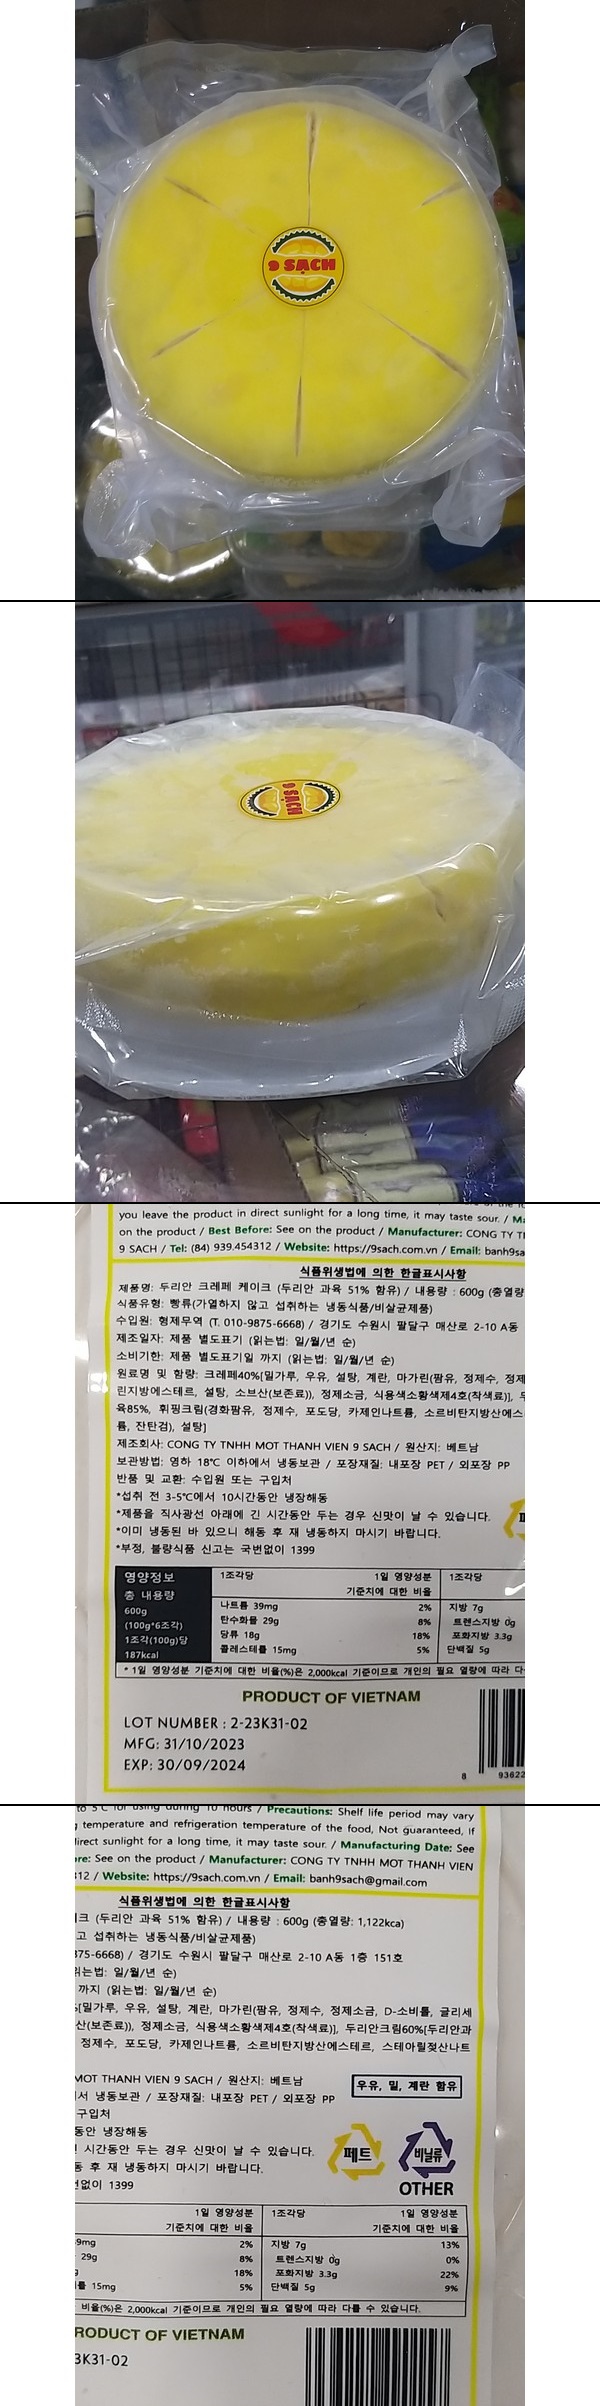 9 SẠCH
9 SẠCH
you leave the product in direct sunlight for a long time, it may taste sour. /
on the product / Best Before: See on the product / Manufacturer: CONG TY
9 SACH / Tel: (84) 939.454312 / Website: https://9sach.com.vn / Email:
식품위생법에 의한 한글표시사항
제품명: 두리안 크레페 케이크 (두리안 과육 51% 함유) / 내용량 : 600g (총열량
식품유형: 빵류(가열하지 않고 섭취하는 냉동식품/비살균제품)
수입원: 형제무역 (T. 010-9875-6668) / 경기도 수원시 팔달구 매산로 2-10 A동
제조일자: 제품 별도표기 (읽는법: 일/월/년 순)
소비기한: 제품 별도표기일 까지 (읽는법: 일/월/년 순)
원료명 및 함량: 크레페40%[밀가루, 우유, 설탕, 계란, 마가린(팜유, 정제수,
린지방에스테르, 설탕, 소브산(보존료)), 정제소금, 식용색소황색제4호(착색료)],
육85%, 휘핑크림(경화팜유, 정제수, 포도당, 카제인나트륨, 소르비탄지방산에스
륨, 잔탄검), 설탕]
제조회사: CONG TY TNHH MOT THANH VIEN 9 SACH / 원산지: 베트남
보관방법: 영하 18℃ 이하에서 냉동보관 / 포장재질: 내포장 PET / 외포장 PP
반품 및 교환: 수입원 또는 구입처
*섭취 전 3-5℃에서 10시간동안 냉장해동
*제품을 직사광선 아래에 긴 시간동안 두는 경우 신맛이 날 수 있습니다.
*이미 냉동된 바 있으니 해동 후 재 냉동하지 마시기 바랍니다.
*부정, 불량식품 신고는 국번없이 1399
영양정보
총 내용량
600g
(100g*6조각)
1조각(100g)당
187kcal
1조각당 1일 영양성분 기준치에 대한 비율 1조각당
나트륨 39mg 2% 지방 7g
탄수화물 29g 8% 트렌스지방 0g
당류 18g 18% 포화지방 3.3g
콜레스테롤 15mg 5% 단백질 5g
* 1일 영양성분 기준치에 대한 비율(%)은 2,000kcal 기준이므로 개인의 필요 열량에 따라
PRODUCT OF VIETNAM
LOT NUMBER : 2-23K31-02
MFG: 31/10/2023
EXP: 30/09/2024
8 93622
to 5℃ for using during 10 hours / Precautions: Shelf life period may vary
temperature and refrigeration temperature of the food, Not guaranteed, If
direct sunlight for a long time, it may taste sour. / Manufacturing Date: See
See on the product / Manufacturer: CONG TY TNHH MOT THANH VIEN
312 / Website: https://9sach.com.vn / Email: banh9sach@gmail.com
식품위생법에 의한 한글표시사항
크 (두리안 과육 51% 함유) / 내용량 : 600g (총열량: 1,122kca)
고 섭취하는 냉동식품/비살균제품)
875-6668) / 경기도 수원시 팔달구 매산로 2-10 A동 1층 151호
읽는법: 일/월/년 순)
까지 (읽는법: 일/월/년 순)
[밀가루, 우유, 설탕, 계란, 마가린(팜유, 정제수, 정제소금, D-소비톨, 글리세
산(보존료)), 정제소금, 식용색소황색제4호(착색료)], 두리안크림60%[두리안과
정제수, 포도당, 카제인나트륨, 소르비탄지방산에스테르, 스테아릴젖산나트
MOT THANH VIEN 9 SACH / 원산지: 베트남
서 냉동보관 / 포장재질: 내포장 PET / 외포장 PP
우유, 밀, 계란 함유
구입처
동안 냉장해동
시간동안 두는 경우 신맛이 날 수 있습니다.
동 후 재 냉동하지 마시기 바랍니다.
번없이 1399
페트
비닐류
OTHER
1일 영양성분 기준치에 대한 비율 1조각당 1일 영양성분 기준치에 대한 비율
39mg 2% 지방 7g 13%
29g 8% 트렌스지방 0g 0%
18% 포화지방 3.3g 22%
롤 15mg 5% 단백질 5g 9%
비율(%)은 2,000kcal 기준이므로 개인의 필요 열량에 따라 다를 수 있습니다.
PRODUCT OF VIETNAM
3K31-02